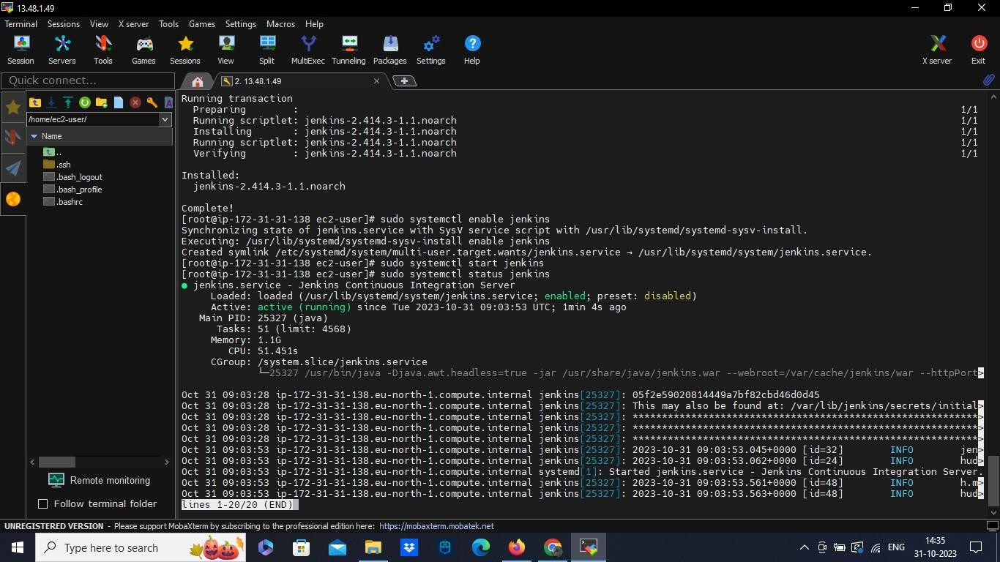 13.48.1.49
Terminal Sessions View X server Tools Games Settings Macros Help
Session Servers Tools Games Sessions View Split MultiExec Tunneling Packages Settings Help X server Exit
Quick connect...
2. 13.48.1.49
/home/ec2-user/
Name
..
.ssh
.bash_logout
.bash_profile
.bashrc
Remote monitoring
Follow terminal folder
Running transaction
Preparing : 1/1
Running scriptlet: jenkins-2.414.3-1.1.noarch 1/1
Installing : jenkins-2.414.3-1.1.noarch 1/1
Running scriptlet: jenkins-2.414.3-1.1.noarch 1/1
Verifying : jenkins-2.414.3-1.1.noarch 1/1
Installed:
jenkins-2.414.3-1.1.noarch
Complete!
[root@ip-172-31-31-138 ec2-user]# sudo systemctl enable jenkins
Synchronizing state of jenkins.service with SysV service script with /usr/lib/systemd/systemd-sysv-install.
Executing: /usr/lib/systemd/systemd-sysv-install enable jenkins
Created symlink /etc/systemd/system/multi-user.target.wants/jenkins.service → /usr/lib/systemd/system/jenkins.service.
[root@ip-172-31-31-138 ec2-user]# sudo systemctl start jenkins
[root@ip-172-31-31-138 ec2-user]# sudo systemctl status jenkins
● jenkins.service - Jenkins Continuous Integration Server
Loaded: loaded (/usr/lib/systemd/system/jenkins.service; enabled; preset: disabled)
Active: active (running) since Tue 2023-10-31 09:03:53 UTC; 1min 4s ago
Main PID: 25327 (java)
Tasks: 51 (limit: 4568)
Memory: 1.1G
CPU: 51.451s
CGroup: /system.slice/jenkins.service
└─25327 /usr/bin/java -Djava.awt.headless=true -jar /usr/share/java/jenkins.war --webroot=/var/cache/jenkins/war --httpPort>
Oct 31 09:03:28 ip-172-31-31-138.eu-north-1.compute.internal jenkins[25327]: 05f2e59020814449a7bf82cbd46d0d45
Oct 31 09:03:28 ip-172-31-31-138.eu-north-1.compute.internal jenkins[25327]: This may also be found at: /var/lib/jenkins/secrets/initial>
Oct 31 09:03:28 ip-172-31-31-138.eu-north-1.compute.internal jenkins[25327]: ***********************************************************>
Oct 31 09:03:28 ip-172-31-31-138.eu-north-1.compute.internal jenkins[25327]: ***********************************************************>
Oct 31 09:03:28 ip-172-31-31-138.eu-north-1.compute.internal jenkins[25327]: ***********************************************************>
Oct 31 09:03:53 ip-172-31-31-138.eu-north-1.compute.internal jenkins[25327]: 2023-10-31 09:03:53.045+0000 [id=32] INFO jen>
Oct 31 09:03:53 ip-172-31-31-138.eu-north-1.compute.internal jenkins[25327]: 2023-10-31 09:03:53.062+0000 [id=24] INFO hud>
Oct 31 09:03:53 ip-172-31-31-138.eu-north-1.compute.internal systemd[1]: Started jenkins.service - Jenkins Continuous Integration Server.
Oct 31 09:03:53 ip-172-31-31-138.eu-north-1.compute.internal jenkins[25327]: 2023-10-31 09:03:53.561+0000 [id=48] INFO h.m>
Oct 31 09:03:53 ip-172-31-31-138.eu-north-1.compute.internal jenkins[25327]: 2023-10-31 09:03:53.563+0000 [id=48] INFO hud>
lines 1-20/20 (END)
UNREGISTERED VERSION - Please support MobaXterm by subscribing to the professional edition here: https://mobaxterm.mobatek.net
Type here to search
ENG
14:35
31-10-2023